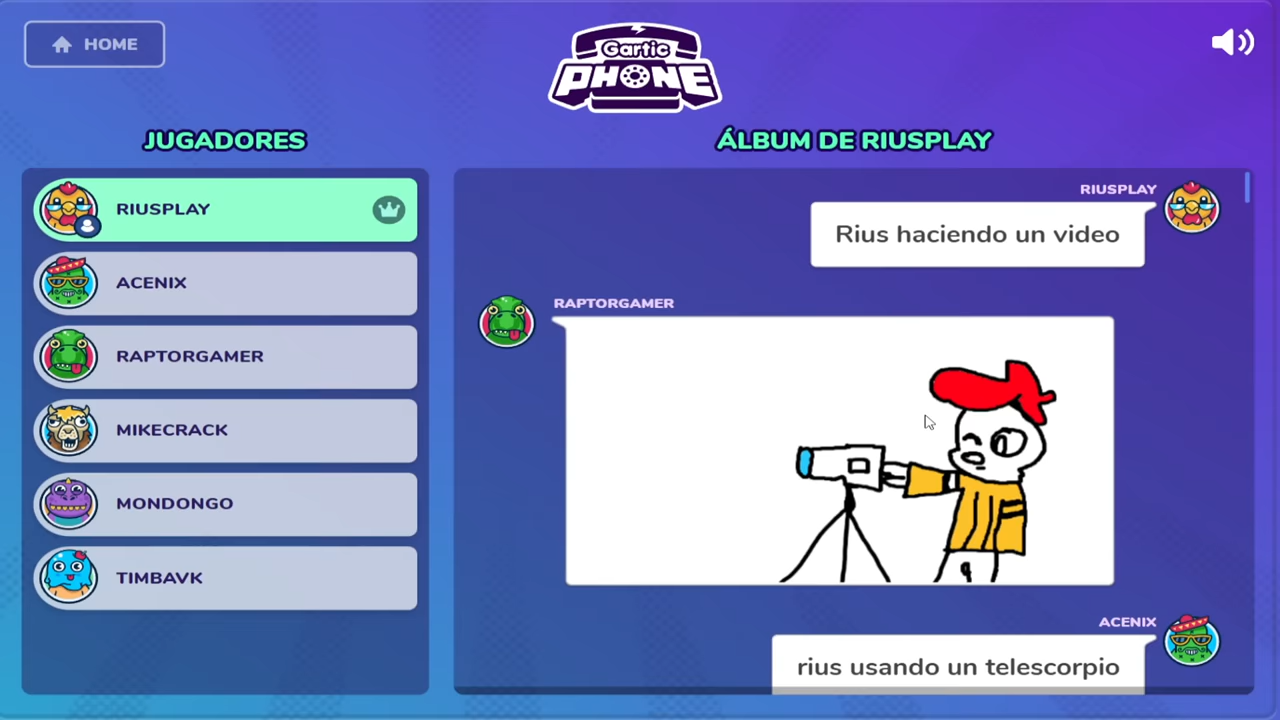 HOME
Gartic
PHONE
JUGADORES
RIUSPLAY
ACENIX
RAPTORGAMER
MIKECRACK
MONDONGO
TIMBAVK
ÁLBUM DE RIUSPLAY
RIUSPLAY
Rius haciendo un video
RAPTORGAMER
ACENIX
rius usando un telescorpio